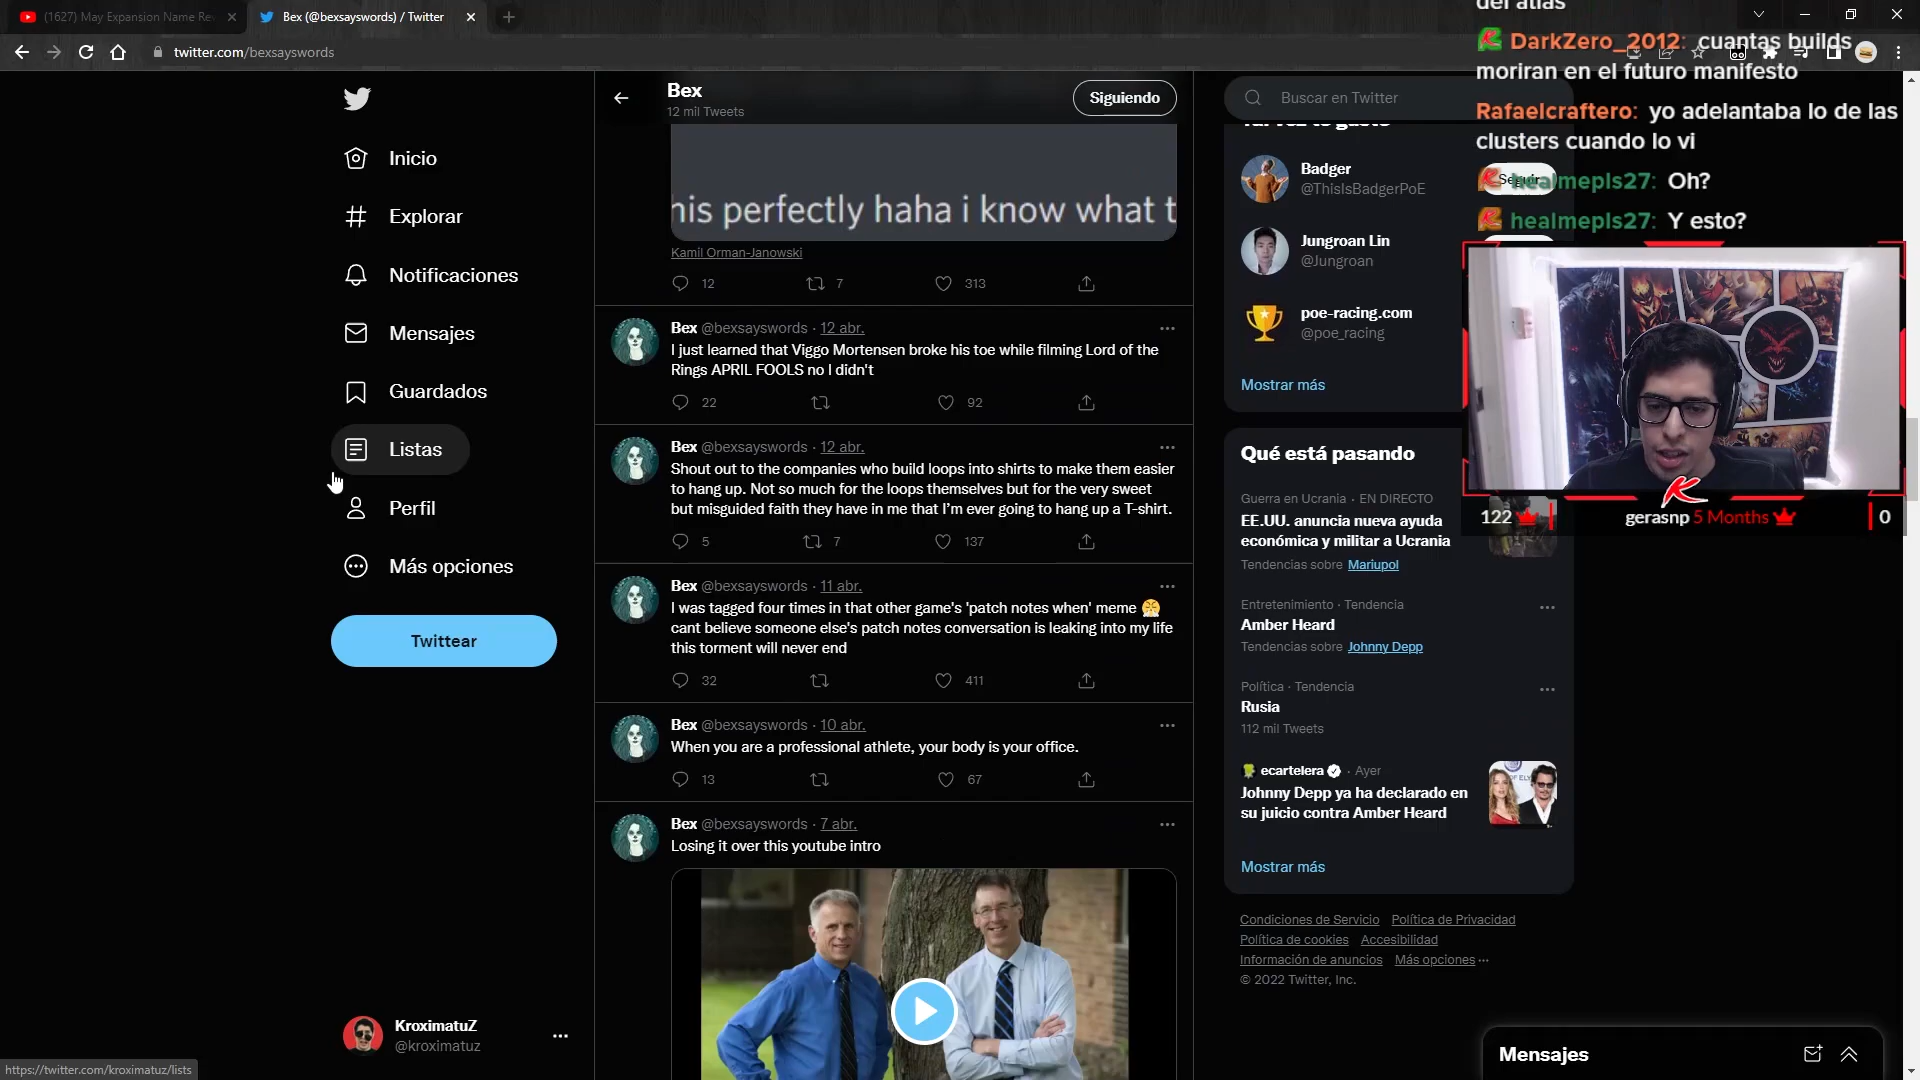 (1627) May Expansion Name Re
Bex (@bexsayswords) / Twitter
twitter.com/bexsayswords
Inicio
Explorar
Notificaciones
Mensajes
Guardados
Listas
Perfil
Más opciones
Twittear
KroximatuZ
@kroximatuz
https://twitter.com/kroximatuz/lists
Bex
12 mil Tweets
Siguiendo
his perfectly haha i know what t
Kamil Orman-Janowski
12 7 313
Bex @bexsayswords · 12 abr.
I just learned that Viggo Mortensen broke his toe while filming Lord of the
Rings APRIL FOOLS no I didn't
22 92
Bex @bexsayswords · 12 abr.
Shout out to the companies who build loops into shirts to make them easier
to hang up. Not so much for the loops themselves but for the very sweet
but misguided faith they have in me that I'm ever going to hang up a T-shirt.
5 7 137
Bex @bexsayswords · 11 abr.
I was tagged four times in that other game's 'patch notes when' meme 😤
cant believe someone else's patch notes conversation is leaking into my life
this torment will never end
32 411
Bex @bexsayswords · 10 abr.
When you are a professional athlete, your body is your office.
13 67
Bex @bexsayswords · 7 abr.
Losing it over this youtube intro
Buscar en Twitter
Badger
@ThisIsBadgerPoE
Seguir
Jungroan Lin
@Jungroan
poe-racing.com
@poe_racing
Mostrar más
Qué está pasando
Guerra en Ucrania · EN DIRECTO
EE.UU. anuncia nueva ayuda
económica y militar a Ucrania
Tendencias sobre Mariupol
Entretenimiento · Tendencia
Amber Heard
Tendencias sobre Johnny Depp
Política · Tendencia
Rusia
112 mil Tweets
ecartelera · Ayer
Johnny Depp ya ha declarado en
su juicio contra Amber Heard
Mostrar más
Condiciones de Servicio Política de Privacidad
Política de cookies Accesibilidad
Información de anuncios Más opciones ···
© 2022 Twitter, Inc.
Mensajes
del atlas
DarkZero_2012: cuantas builds
moriran en el futuro manifesto
Rafaelcraftero: yo adelantaba lo de las
clusters cuando lo vi
healmepls27: Oh?
healmepls27: Y esto?
122
gerasnp 5 Months
0